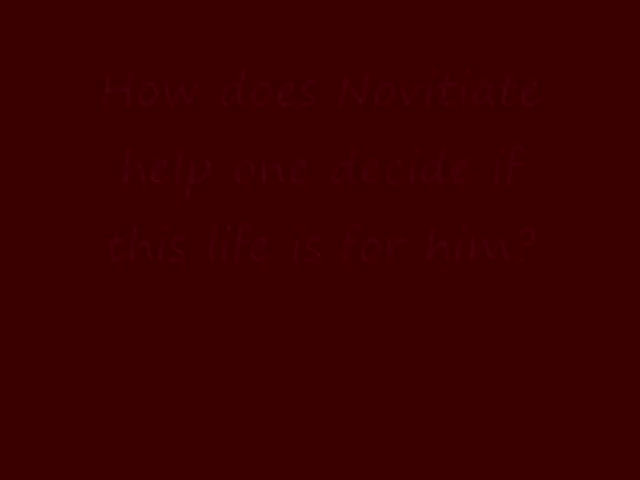 How does Novitiate
help one decide if
this life is for him?